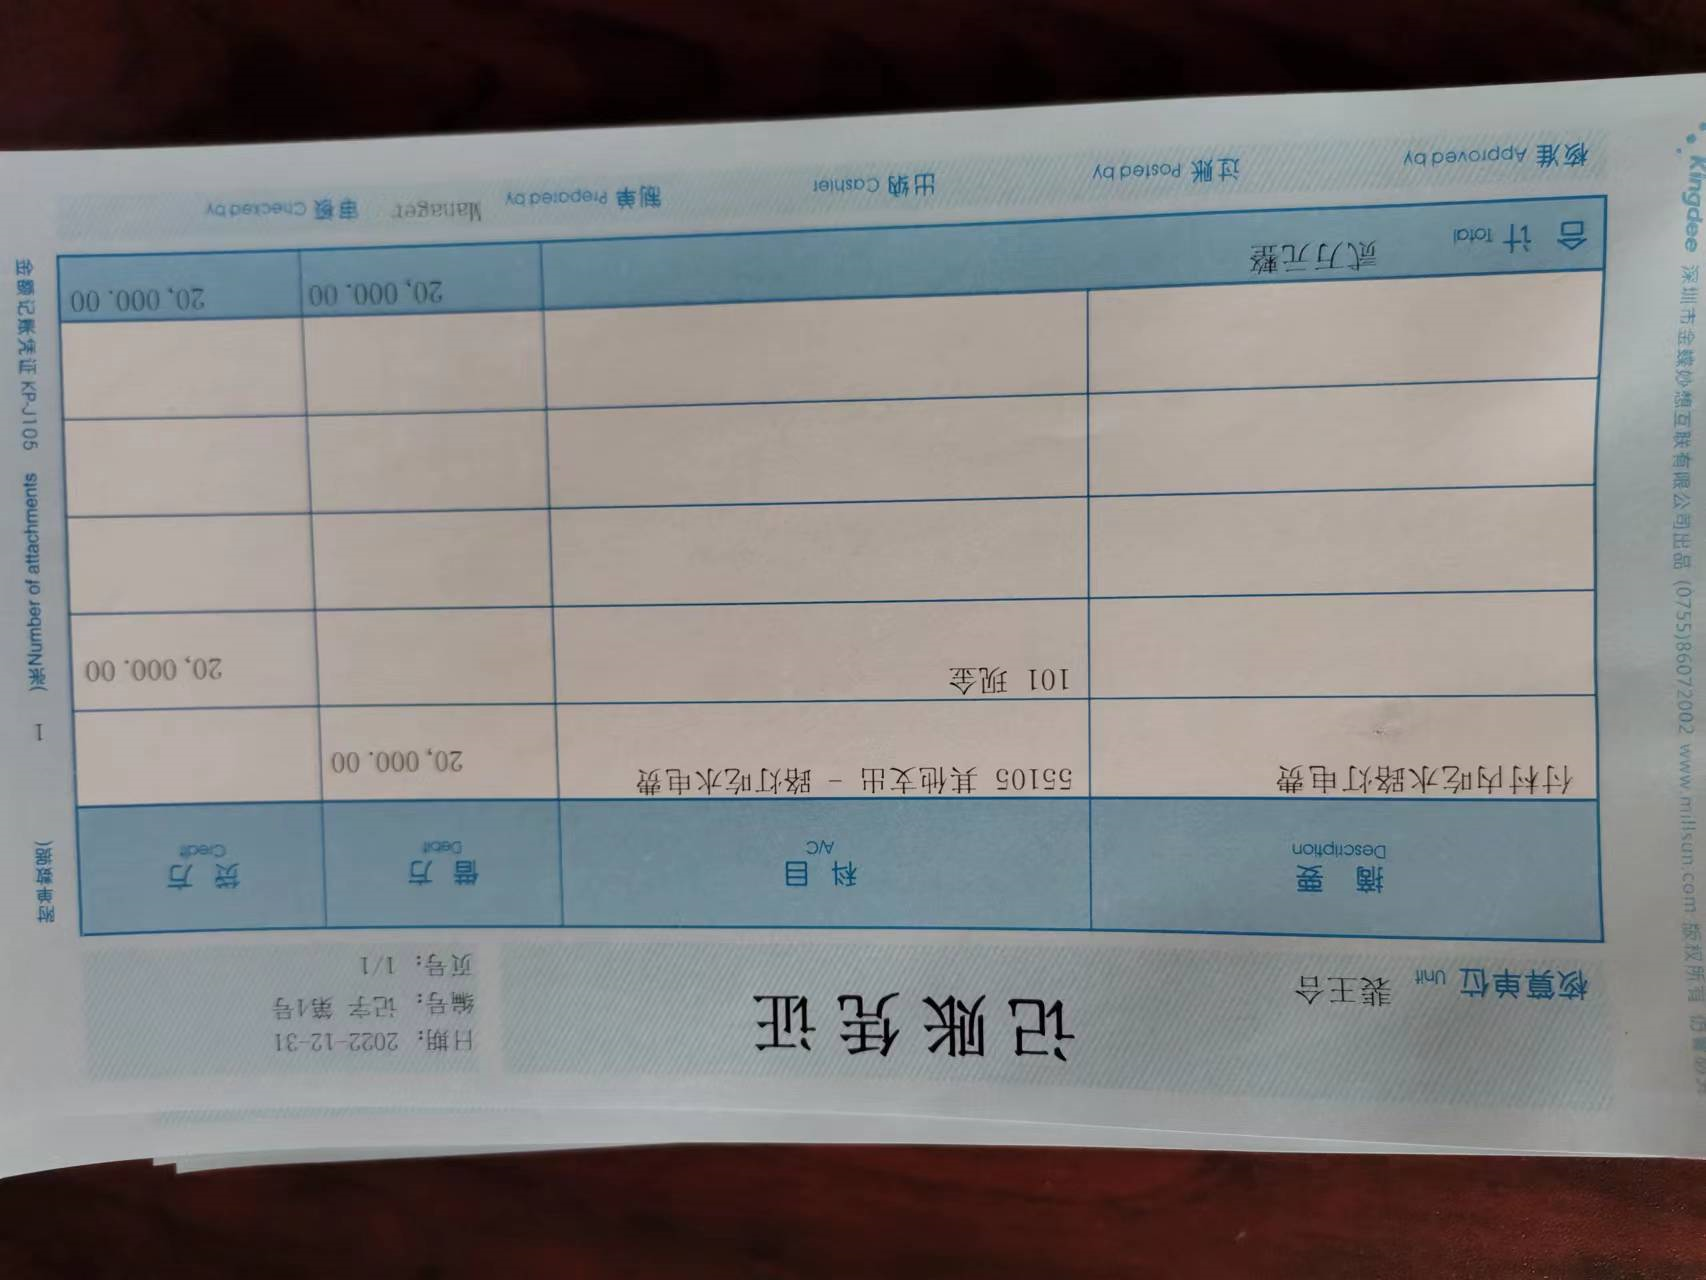 记账凭证
核算单位 Unit 裴王合
日期: 2022-12-31
编号: 记字 第4号
页号: 1/1
摘 要 Description 科 目 A/C 借 方 Debit 贷 方 Credit
付村内吃水路灯电费 55105 其他支出 - 路灯吃水电费 20,000.00
101 现金 20,000.00
合 计 Total 贰万元整 20,000.00 20,000.00
核准 Approved by 过账 Posted by 出纳 Cashier 制单 Prepared by Manager 审核 Checked by
(附单据数 1 张)Number of attachments 金额记账凭证 KP-J105
Kingdee 深圳市金蝶妙想互联有限公司出品 (0755)86072002 www.millsun.com 版权所有